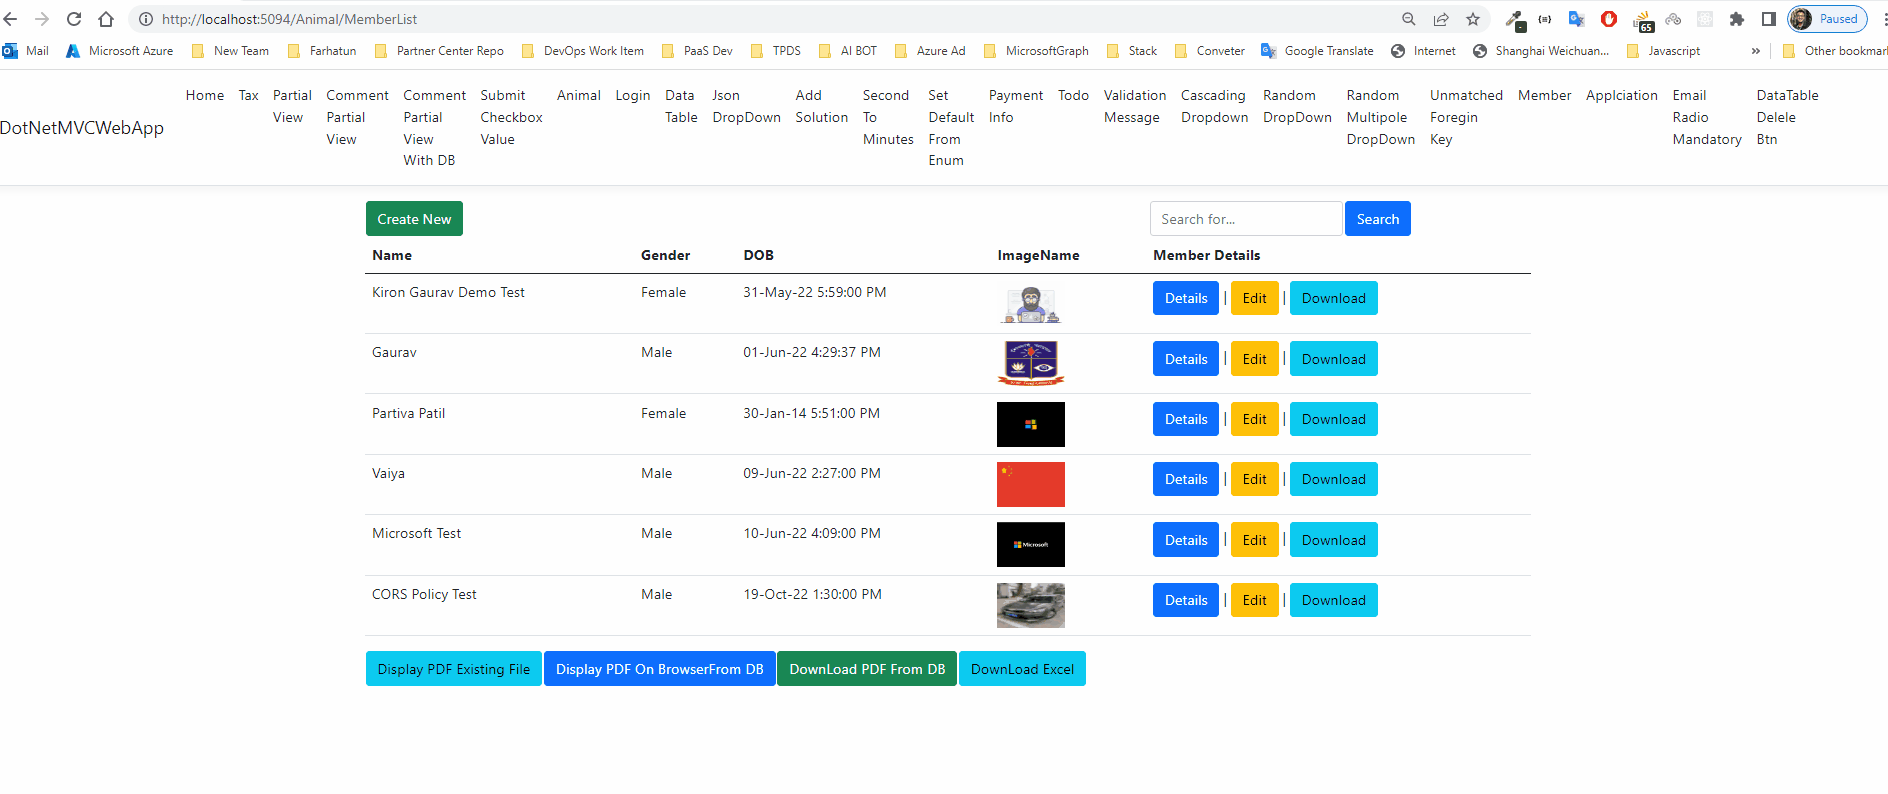 http://localhost:5094/Animal/MemberList
Paused
65
Mail
Microsoft Azure
New Team
Farhatun
Partner Center Repo
DevOps Work Item
PaaS Dev
TPDS
AI BOT
Azure Ad
MicrosoftGraph
Stack
Conveter
Google Translate
Internet
Shanghai Weichuan...
Javascript
»
Other bookmar
DotNetMVCWebApp
Home
Tax
Partial
View
Comment
Partial
View
Comment
Partial
View
With DB
Submit
Checkbox
Value
Animal
Login
Data
Table
Json
DropDown
Add
Solution
Second
To
Minutes
Set
Default
From
Enum
Payment
Info
Todo
Validation
Message
Cascading
Dropdown
Random
DropDown
Random
Multipole
DropDown
Unmatched
Foregin
Key
Member
Applciation
Email
Radio
Mandatory
DataTable
Delele
Btn
Create New
Search for...
Search
Name Gender DOB ImageName Member Details
Kiron Gaurav Demo Test Female 31-May-22 5:59:00 PM Details | Edit | Download
Gaurav Male 01-Jun-22 4:29:37 PM Details | Edit | Download
Partiva Patil Female 30-Jan-14 5:51:00 PM Details | Edit | Download
Vaiya Male 09-Jun-22 2:27:00 PM Details | Edit | Download
Microsoft Test Male 10-Jun-22 4:09:00 PM Microsoft Details | Edit | Download
CORS Policy Test Male 19-Oct-22 1:30:00 PM Details | Edit | Download
Display PDF Existing File
Display PDF On BrowserFrom DB
DownLoad PDF From DB
DownLoad Excel